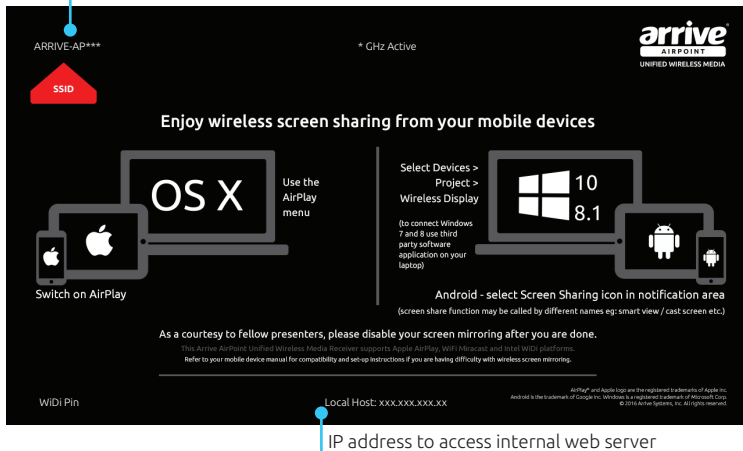 ARRIVE-AP***
* GHz Active
arrive
AIRPOINT
UNIFIED WIRELESS MEDIA
SSID
Enjoy wireless screen sharing from your mobile devices
OS X
Use the
AirPlay
menu
Switch on AirPlay
Select Devices >
Project >
Wireless Display
(to connect Windows
7 and 8 use third
party software
application on your
laptop)
10
8.1
Android - select Screen Sharing icon in notification area
(screen share function may be called by different names eg: smart view / cast screen etc.)
As a courtesy to fellow presenters, please disable your screen mirroring after you are done.
This Arrive AirPoint Unified Wireless Media Receiver supports Apple AirPlay, WiFi Miracast and Intel WiDi platforms.
Refer to your mobile device manual for compatibility and set-up instructions if you are having difficulty with wireless screen mirroring.
WiDi Pin
Local Host: xxx.xxx.xxx.xx
AirPlay® and Apple logo are the registered trademarks of Apple Inc.
Android is the trademark of Google Inc. Windows is a registered trademark of Microsoft Corp.
© 2016 Arrive Systems, Inc. All rights reserved.
IP address to access internal web server